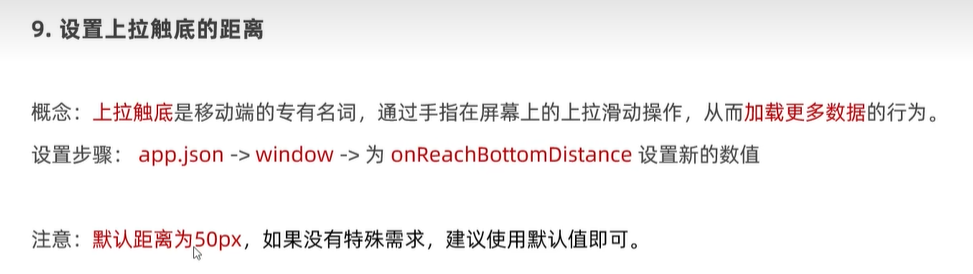 9. 设置上拉触底的距离
概念：上拉触底是移动端的专有名词，通过手指在屏幕上的上拉滑动操作，从而加载更多数据的行为。
设置步骤： app.json -> window -> 为 onReachBottomDistance 设置新的数值
注意：默认距离为50px，如果没有特殊需求，建议使用默认值即可。